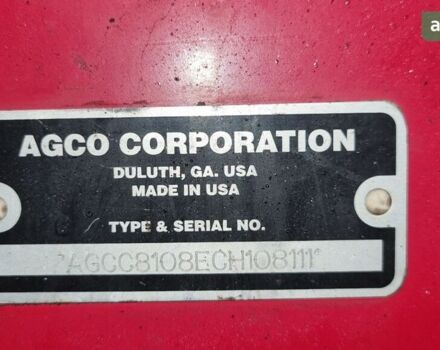 AGCO CORPORATION
DULUTH, GA. USA
MADE IN USA
TYPE & SERIAL NO.
*AGCC8108ECH108111*